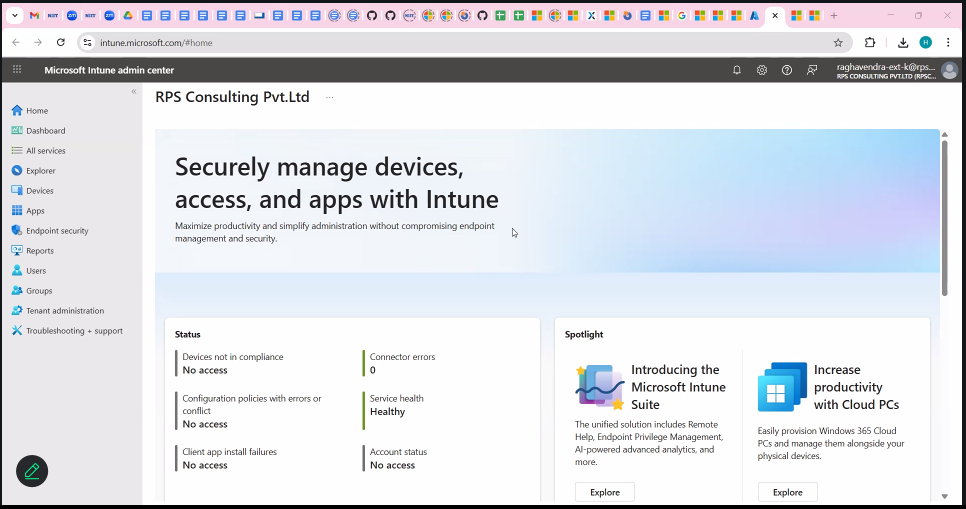 intune.microsoft.com/#home
H
Microsoft Intune admin center
raghavendra-ext-k@rps...
RPS CONSULTING PVT.LTD (RPSC...
Home
Dashboard
All services
Explorer
Devices
Apps
Endpoint security
Reports
Users
Groups
Tenant administration
Troubleshooting + support
RPS Consulting Pvt.Ltd
...
Securely manage devices,
access, and apps with Intune
Maximize productivity and simplify administration without compromising endpoint
management and security.
Status
Devices not in compliance
No access
Connector errors
0
Configuration policies with errors or
conflict
No access
Service health
Healthy
Client app install failures
No access
Account status
No access
Spotlight
Introducing the
Microsoft Intune
Suite
The unified solution includes Remote
Help, Endpoint Privilege Management,
AI-powered advanced analytics, and
more.
Explore
Increase
productivity
with Cloud PCs
Easily provision Windows 365 Cloud
PCs and manage them alongside your
physical devices.
Explore